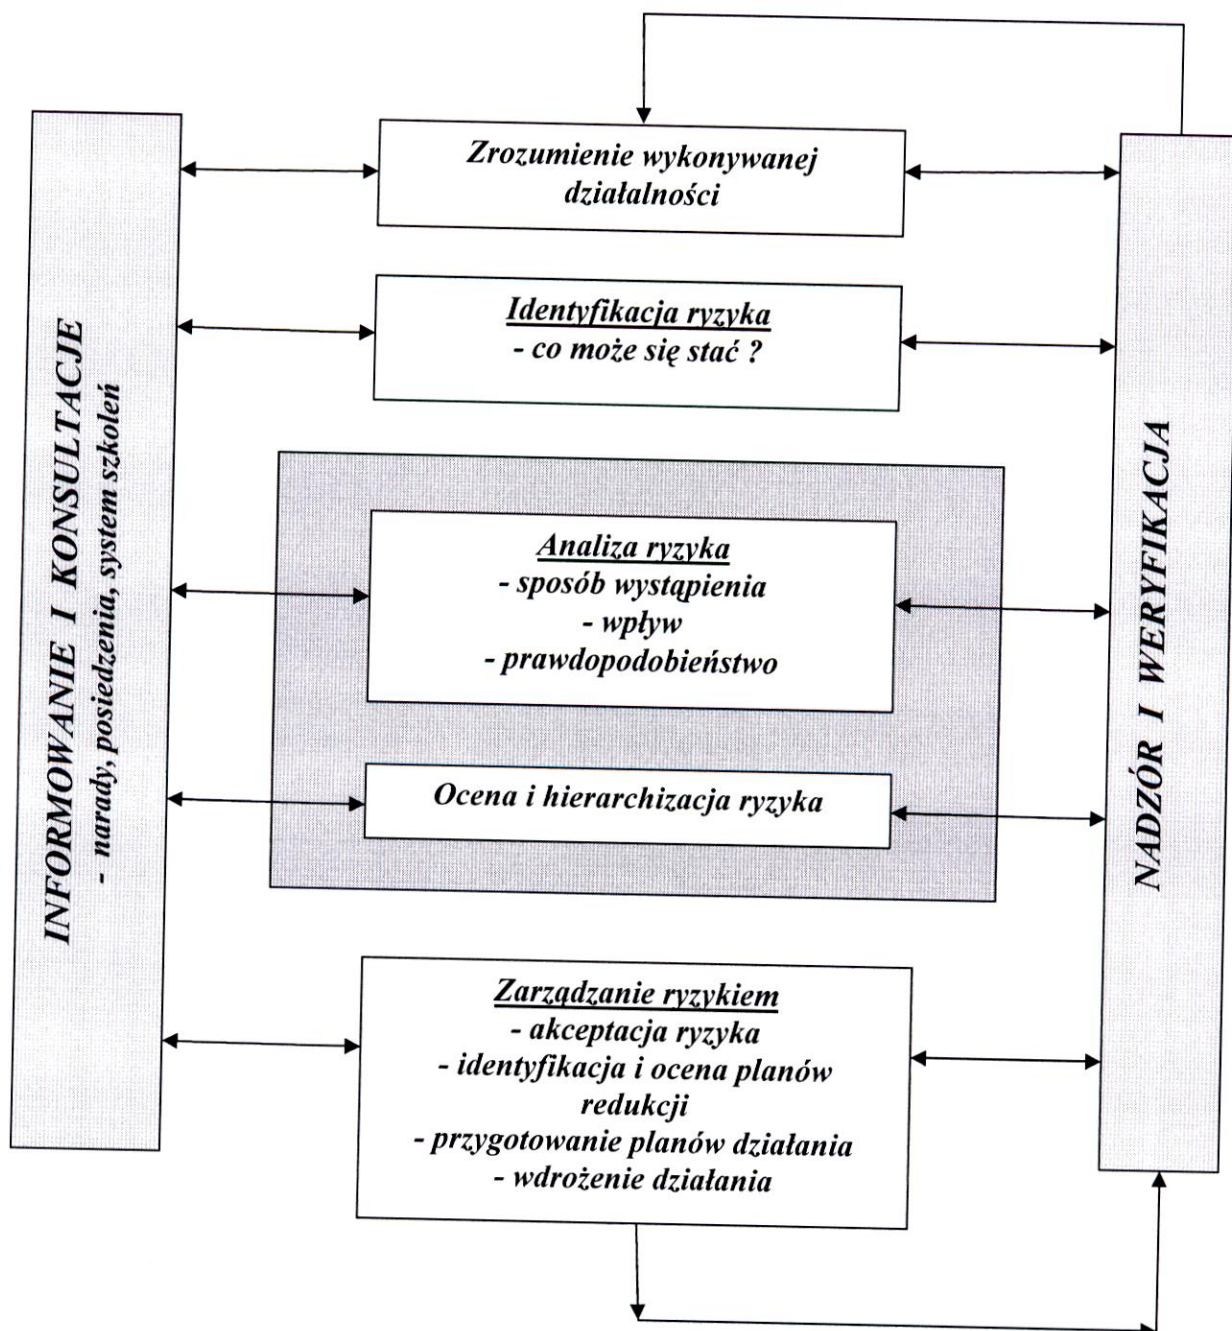 INFORMOWANIE I KONSULTACJE
- narady, posiedzenia, system szkoleń
Zrozumienie wykonywanej
działalności
Identyfikacja ryzyka
- co może się stać ?
Analiza ryzyka
- sposób wystąpienia
- wpływ
- prawdopodobieństwo
Ocena i hierarchizacja ryzyka
Zarządzanie ryzykiem
- akceptacja ryzyka
- identyfikacja i ocena planów
redukcji
- przygotowanie planów działania
- wdrożenie działania
NADZÓR I WERYFIKACJA